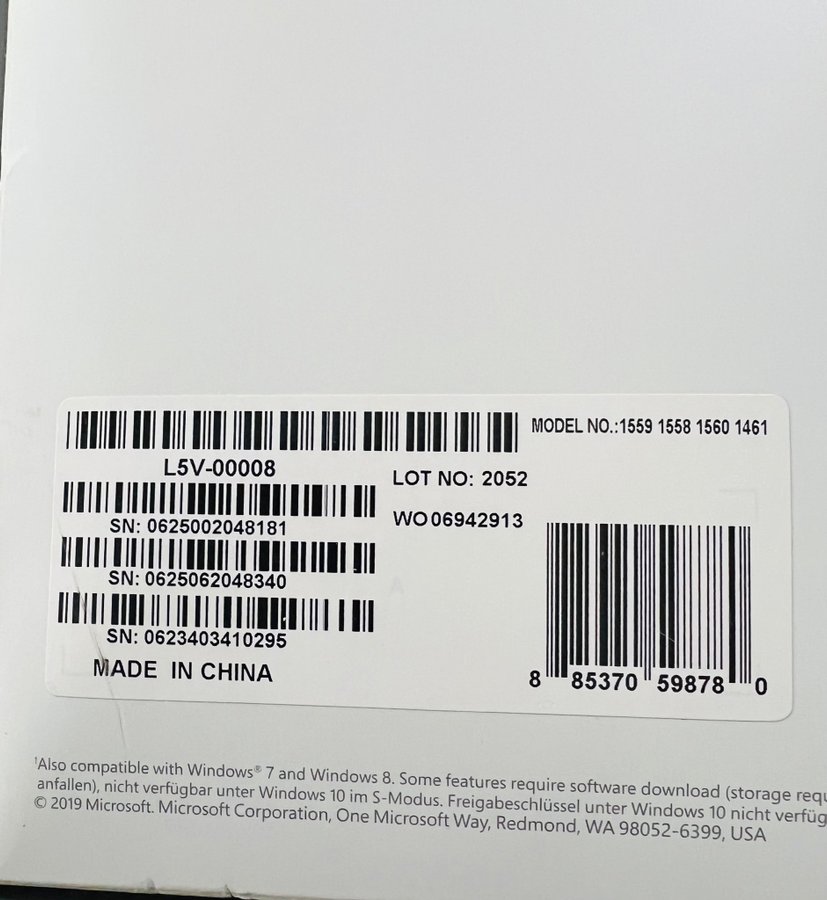 MODEL NO.:1559 1558 1560 1461
L5V-00008
LOT NO: 2052
SN: 0625002048181
WO06942913
SN: 0625062048340
SN: 0623403410295
MADE IN CHINA
8 85370 59878 0
¹Also compatible with Windows® 7 and Windows 8. Some features require software download (storage requ
anfallen), nicht verfügbar unter Windows 10 im S-Modus. Freigabeschlüssel unter Windows 10 nicht verfüg
© 2019 Microsoft. Microsoft Corporation, One Microsoft Way, Redmond, WA 98052-6399, USA